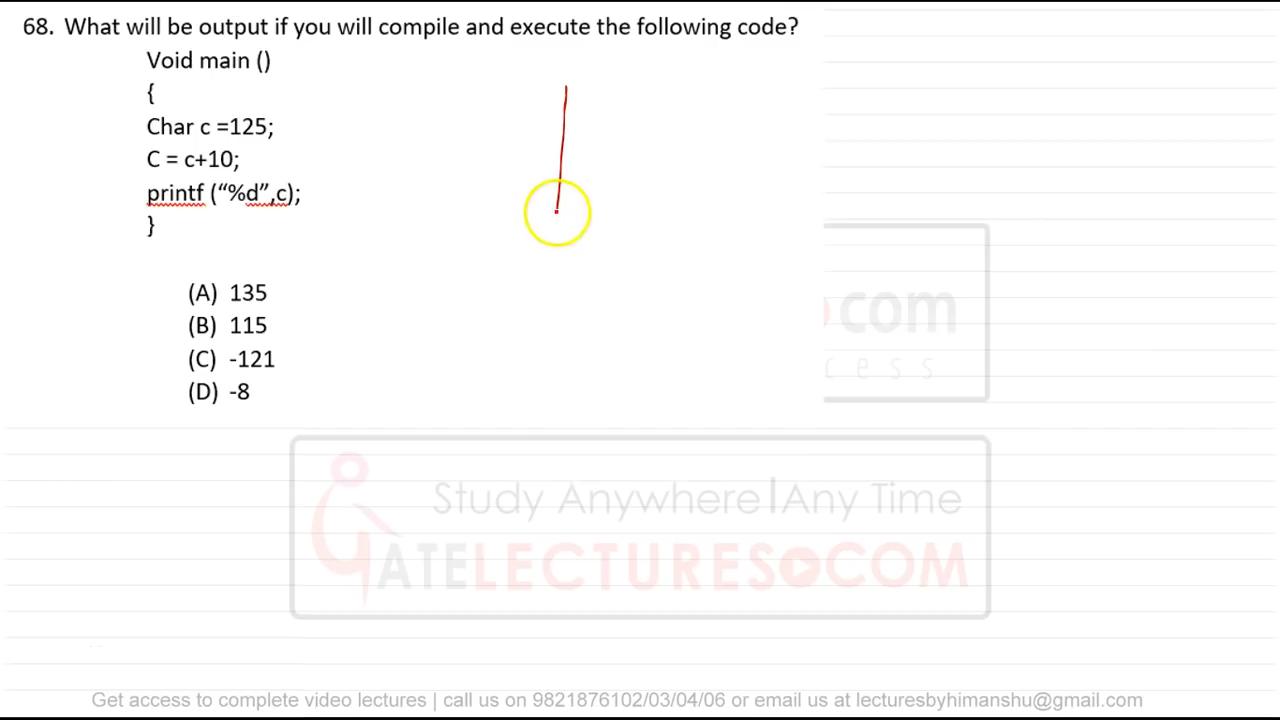 68. What will be output if you will compile and execute the following code?
Void main ()
{
Char c =125;
C = c+10;
printf (“%d”,c);
}
(A) 135
(B) 115
(C) -121
(D) -8
com
cess
Study Anywhere|Any Time
GATELECTURES.COM
Get access to complete video lectures | call us on 9821876102/03/04/06 or email us at lecturesbyhimanshu@gmail.com